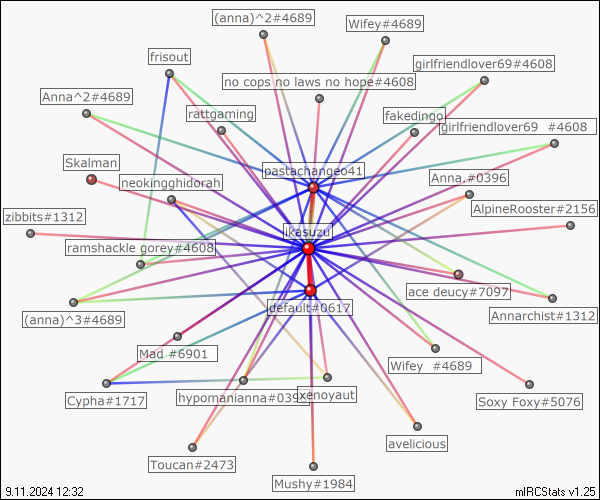 (anna)^2#4689
Wifey#4689
frisout
girlfriendlover69#4608
no cops no laws no hope#4608
Anna^2#4689
rattgaming
fakedingo
girlfriendlover69 #4608
Skalman
pastachangeo41
neokingghidorah
Anna.#0396
zibbits#1312
AlpineRooster#2156
ikasuzu
ramshackle gorey#4608
ace deucy#7097
(anna)^3#4689
default#0617
Annarchist#1312
Mad #6901
Wifey #4689
Cypha#1717
hypomanianna#039
xenoyaut
Soxy Foxy#5076
avelicious
Toucan#2473
Mushy#1984
9.11.2024 12:32
mIRCStats v1.25